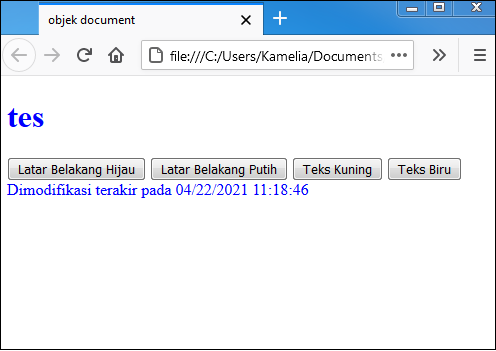 objek document
file:///C:/Users/Kamelia/Documents
tes
Latar Belakang Hijau Latar Belakang Putih Teks Kuning Teks Biru
Dimodifikasi terakir pada 04/22/2021 11:18:46